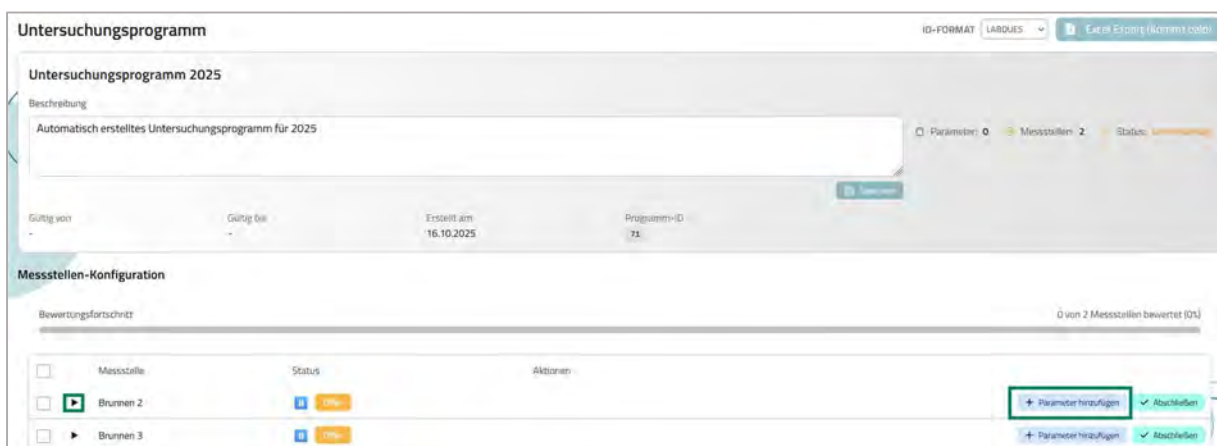 Untersuchungsprogramm
ID-FORMAT LABDUES Excel Export (kommt bald)
Untersuchungsprogramm 2025
Beschreibung
Automatisch erstelltes Untersuchungsprogramm für 2025
Parameter: 0 Messstellen: 2 Status:
Speichern
Gültig von Gültig bis Erstellt am Programm-ID
- - 16.10.2025 71
Messstellen-Konfiguration
Bewertungsfortschritt 0 von 2 Messstellen bewertet (0%)
Messstelle Status Aktionen
Brunnen 2 Offen + Parameter hinzufügen Abschließen
Brunnen 3 Offen + Parameter hinzufügen Abschließen